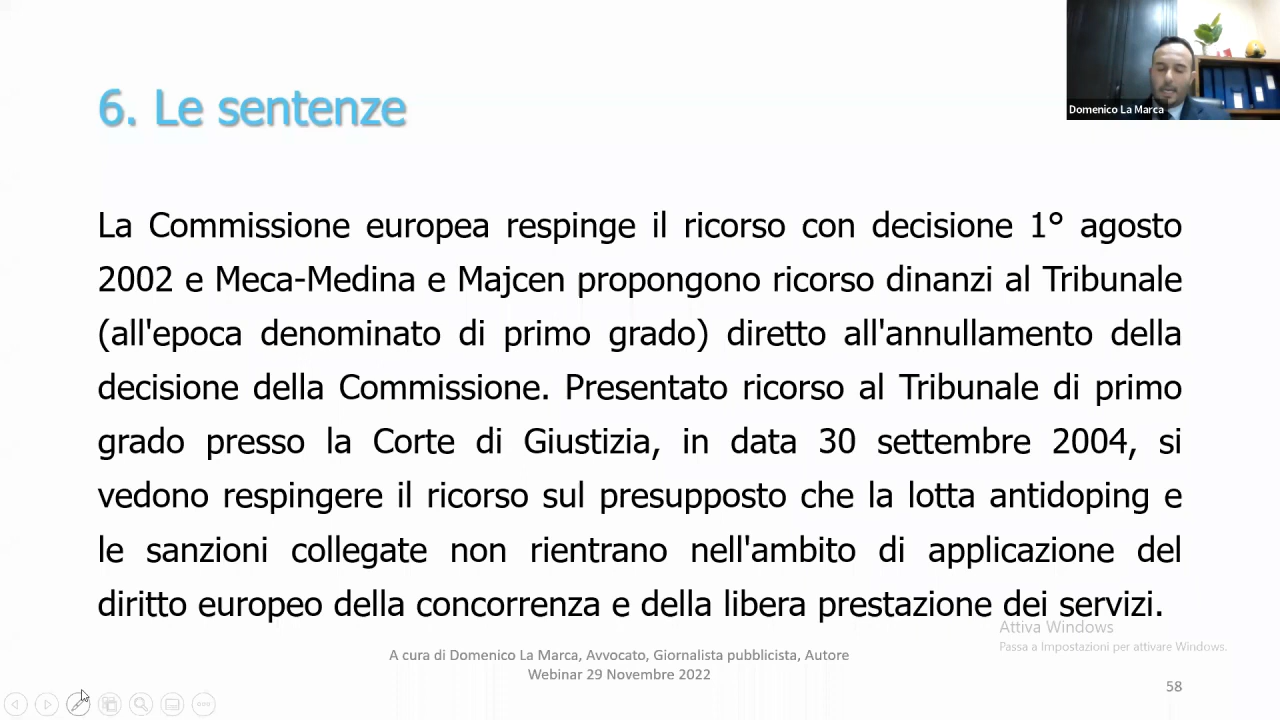 6. Le sentenze
Domenico La Marca
La Commissione europea respinge il ricorso con decisione 1° agosto
2002 e Meca-Medina e Majcen propongono ricorso dinanzi al Tribunale
(all'epoca denominato di primo grado) diretto all'annullamento della
decisione della Commissione. Presentato ricorso al Tribunale di primo
grado presso la Corte di Giustizia, in data 30 settembre 2004, si
vedono respingere il ricorso sul presupposto che la lotta antidoping e
le sanzioni collegate non rientrano nell'ambito di applicazione del
diritto europeo della concorrenza e della libera prestazione dei servizi.
Attiva Windows
Passa a Impostazioni per attivare Windows.
A cura di Domenico La Marca, Avvocato, Giornalista pubblicista, Autore
Webinar 29 Novembre 2022
58